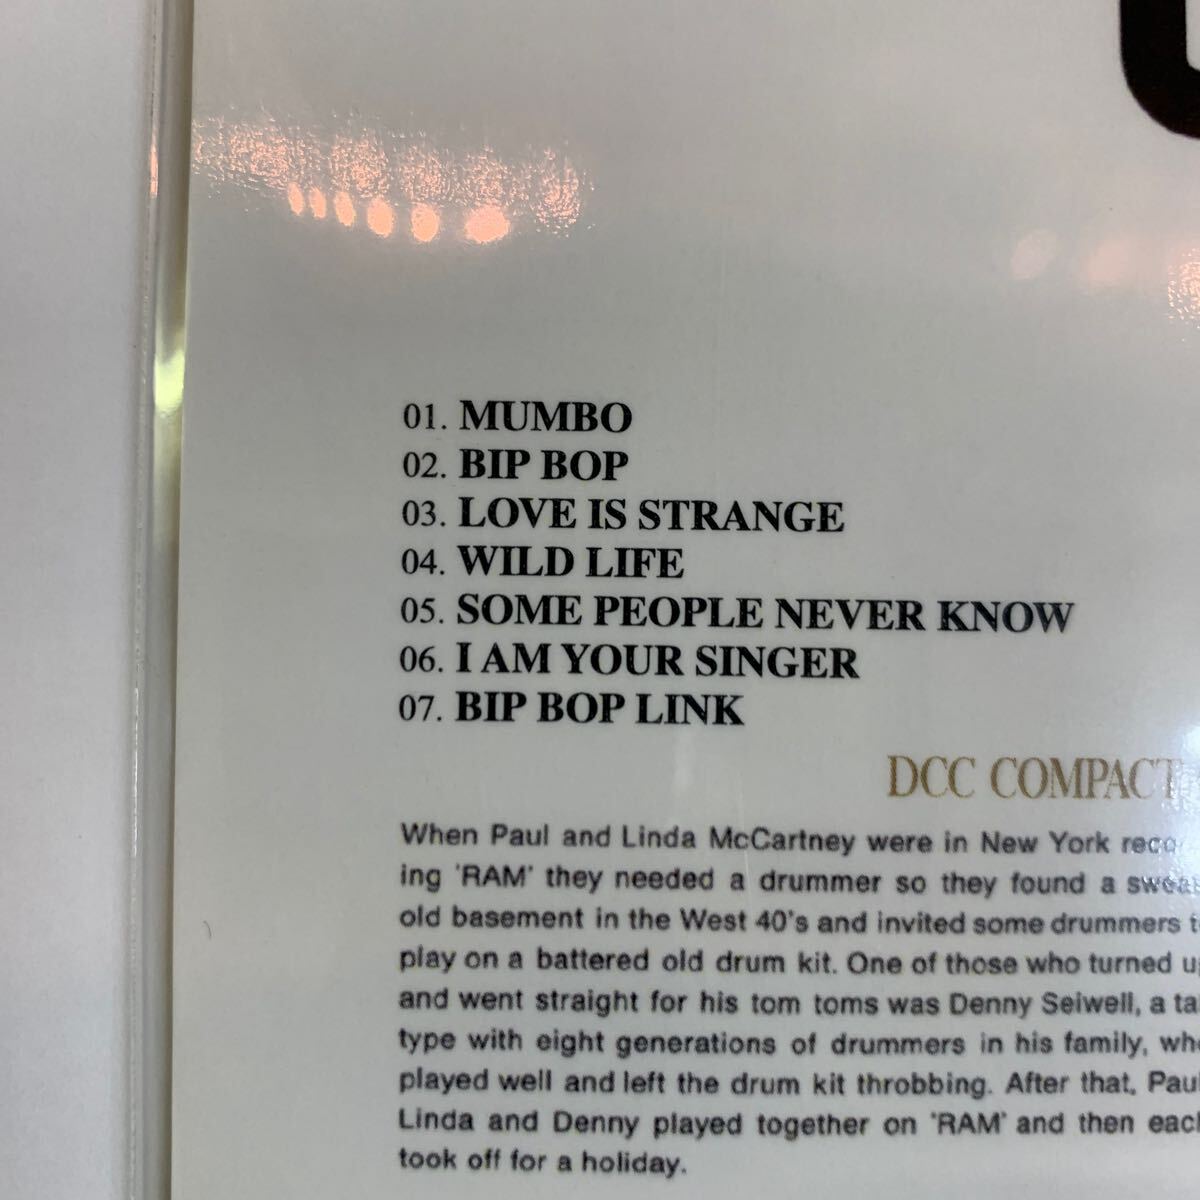 01. MUMBO
02. BIP BOP
03. LOVE IS STRANGE
04. WILD LIFE
05. SOME PEOPLE NEVER KNOW
06. I AM YOUR SINGER
07. BIP BOP LINK
DCC COMPACT
When Paul and Linda McCartney were in New York
ing 'RAM' they needed a drummer so they found a
old basement in the West 40's and invited some drummers
play on a battered old drum kit. One of those who turned
and went straight for his tom toms was Denny Seiwell, a
type with eight generations of drummers in his family,
played well and left the drum kit throbbing. After that, Paul
Linda and Denny played together on 'RAM' and then each
took off for a holiday.